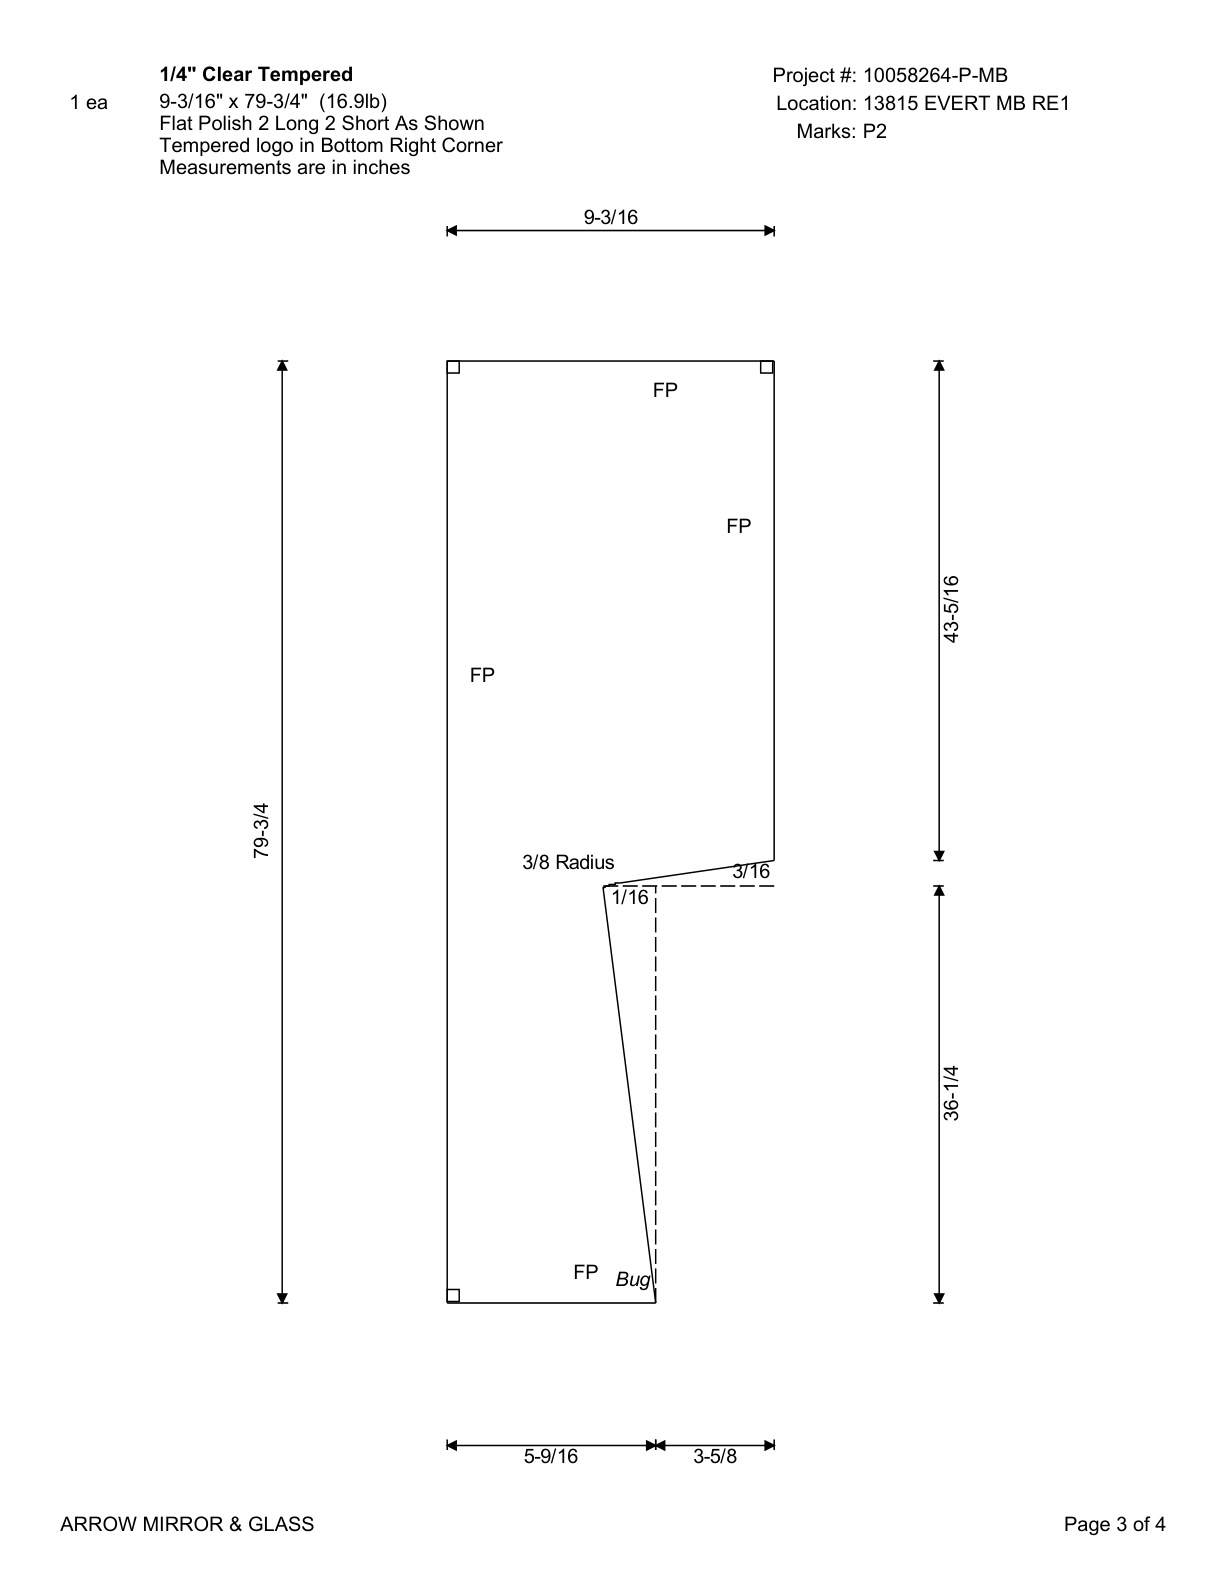 1/4" Clear Tempered
Project #: 10058264-P-MB
1 ea
9-3/16" x 79-3/4" (16.9lb)
Location: 13815 EVERT MB RE1
Flat Polish 2 Long 2 Short As Shown
Marks: P2
Tempered logo in Bottom Right Corner
Measurements are in inches
9-3/16
FP
FP
43-5/16
FP
79-3/4
3/8 Radius
3/16
1/16
36-1/4
FP
Bug
5-9/16
3-5/8
ARROW MIRROR & GLASS
Page 3 of 4